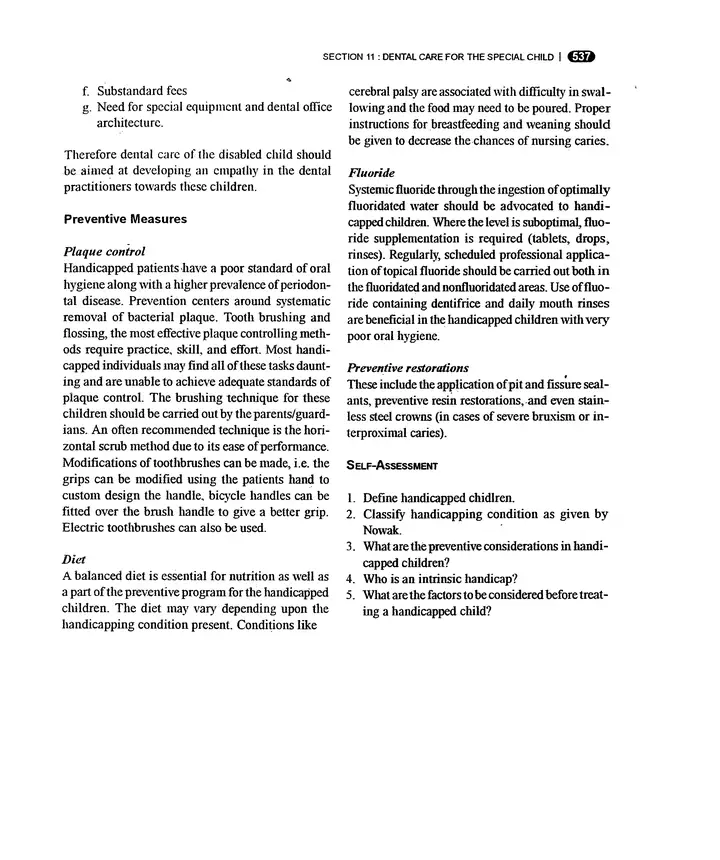 SECTION 11 : DENTAL CARE FOR THE SPECIAL CHILD | 537
f. Substandard fees
g. Need for special equipment and dental office
architecture.
Therefore dental care of the disabled child should
be aimed at developing an empathy in the dental
practitioners towards these children.
Preventive Measures
Plaque control
Handicapped patients have a poor standard of oral
hygiene along with a higher prevalence of periodon-
tal disease. Prevention centers around systematic
removal of bacterial plaque. Tooth brushing and
flossing, the most effective plaque controlling meth-
ods require practice, skill, and effort. Most handi-
capped individuals may find all of these tasks daunt-
ing and are unable to achieve adequate standards of
plaque control. The brushing technique for these
children should be carried out by the parents/guard-
ians. An often recommended technique is the hori-
zontal scrub method due to its ease of performance.
Modifications of toothbrushes can be made, i.e. the
grips can be modified using the patients hand to
custom design the handle, bicycle handles can be
fitted over the brush handle to give a better grip.
Electric toothbrushes can also be used.
Diet
A balanced diet is essential for nutrition as well as
a part of the preventive program for the handicapped
children. The diet may vary depending upon the
handicapping condition present. Conditions like
cerebral palsy are associated with difficulty in swal-
lowing and the food may need to be poured. Proper
instructions for breastfeeding and weaning should
be given to decrease the chances of nursing caries.
Fluoride
Systemic fluoride through the ingestion of optimally
fluoridated water should be advocated to handi-
capped children. Where the level is suboptimal, fluo-
ride supplementation is required (tablets, drops,
rinses). Regularly, scheduled professional applica-
tion of topical fluoride should be carried out both in
the fluoridated and nonfluoridated areas. Use of fluo-
ride containing dentifrice and daily mouth rinses
are beneficial in the handicapped children with very
poor oral hygiene.
Preventive restorations
These include the application of pit and fissure seal-
ants, preventive resin restorations, and even stain-
less steel crowns (in cases of severe bruxism or in-
terproximal caries).
SELF-ASSESSMENT
1. Define handicapped chidlren.
2. Classify handicapping condition as given by
Nowak.
3. What are the preventive considerations in handi-
capped children?
4. Who is an intrinsic handicap?
5. What are the factors to be considered before treat-
ing a handicapped child?